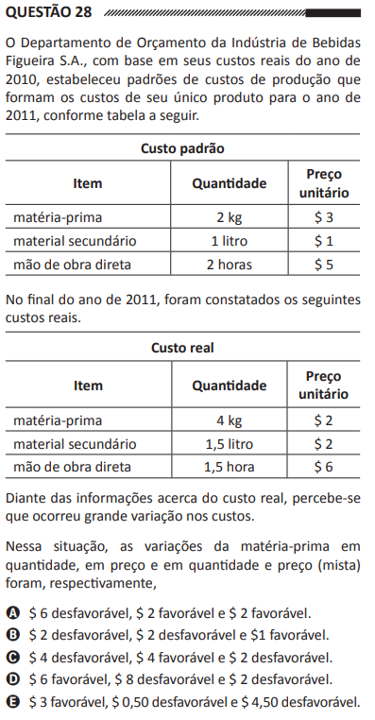 QUESTÃO 28
O Departamento de Orçamento da Indústria de Bebidas
Figueira S.A., com base em seus custos reais do ano de
2010, estabeleceu padrões de custos de produção que
formam os custos de seu único produto para o ano de
2011, conforme tabela a seguir.
Custo padrão
Item Quantidade Preço unitário
matéria-prima 2 kg $ 3
material secundário 1 litro $ 1
mão de obra direta 2 horas $ 5
No final do ano de 2011, foram constatados os seguintes
custos reais.
Custo real
Item Quantidade Preço unitário
matéria-prima 4 kg $ 2
material secundário 1,5 litro $ 2
mão de obra direta 1,5 hora $ 6
Diante das informações acerca do custo real, percebe-se
que ocorreu grande variação nos custos.
Nessa situação, as variações da matéria-prima em
quantidade, em preço e em quantidade e preço (mista)
foram, respectivamente,
A $ 6 desfavorável, $ 2 favorável e $ 2 favorável.
B $ 2 desfavorável, $ 2 desfavorável e $1 favorável.
C $ 4 desfavorável, $ 4 favorável e $ 2 desfavorável.
D $ 6 favorável, $ 8 desfavorável e $ 2 desfavorável.
E $ 3 favorável, $ 0,50 desfavorável e $ 4,50 desfavorável.